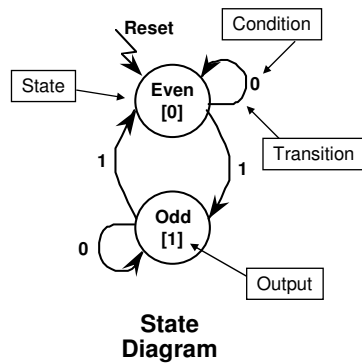 Reset
Condition
State
Even
[0]
0
Transition
1
1
Odd
[1]
0
Output
State
Diagram